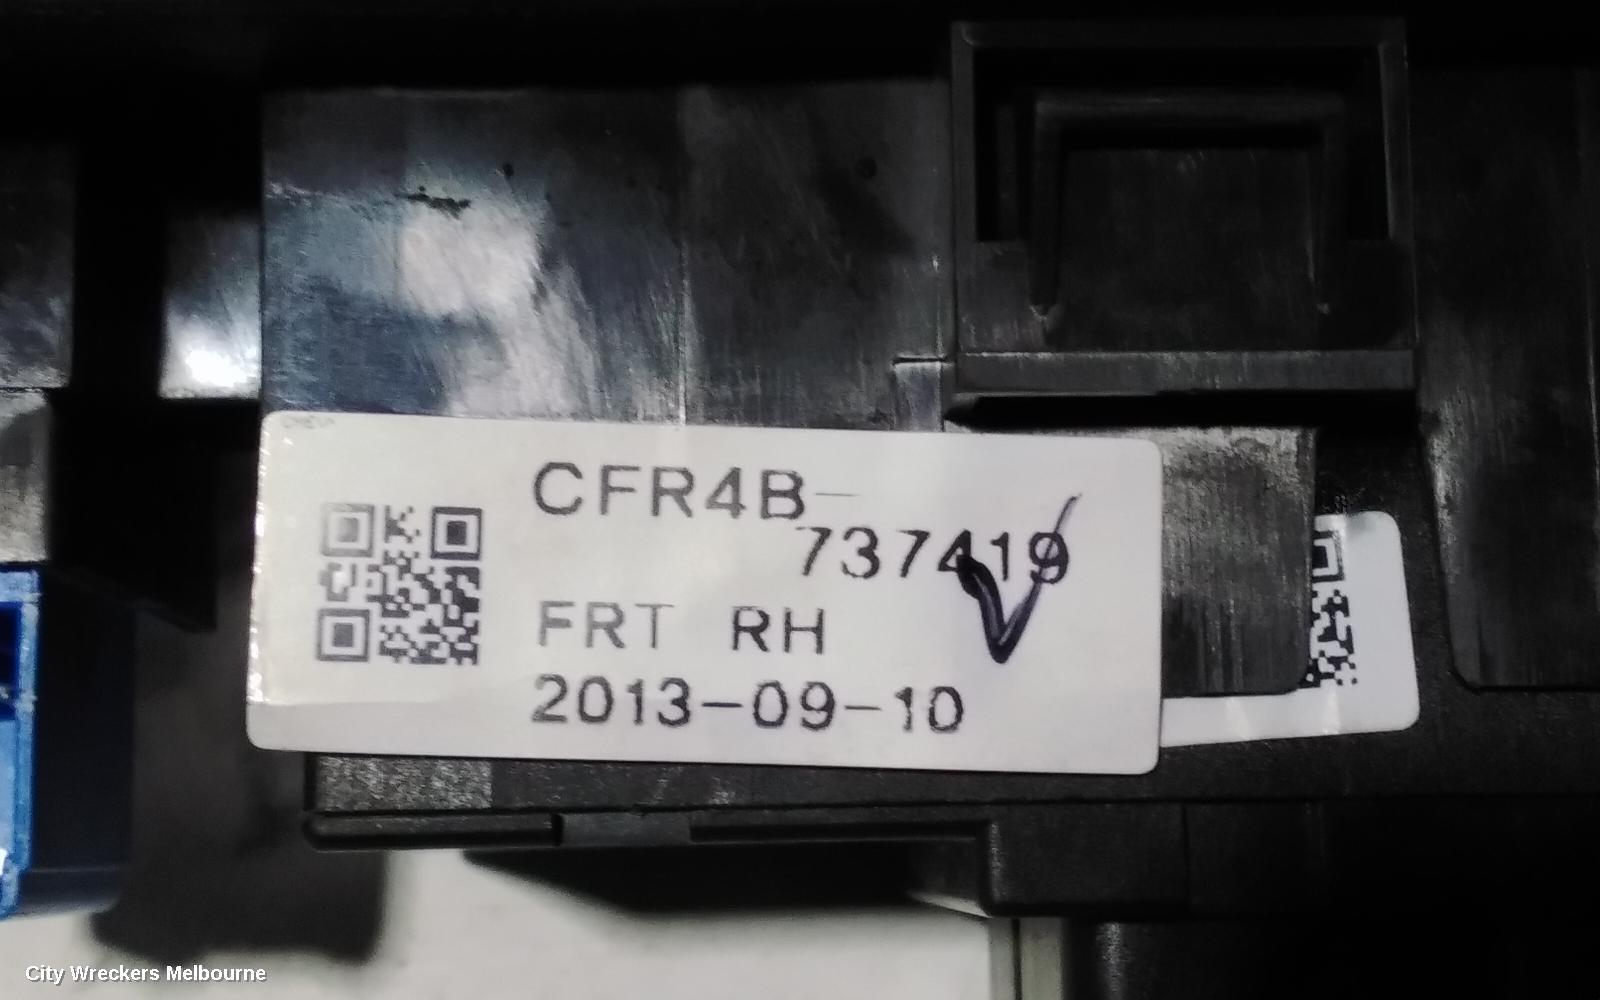 CFR4B-
737419
FRT RH
2013-09-10
City Wreckers Melbourne